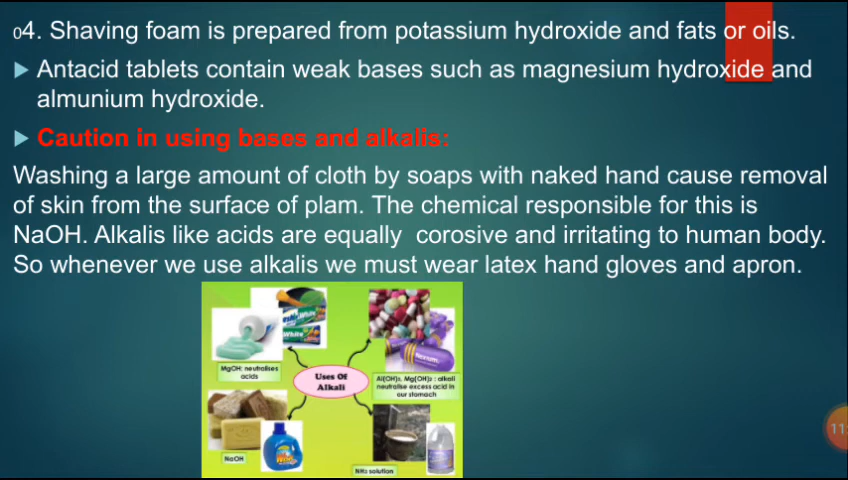 04. Shaving foam is prepared from potassium hydroxide and fats or oils.
Antacid tablets contain weak bases such as magnesium hydroxide and
almunium hydroxide.
Caution in using bases and alkalis:
Washing a large amount of cloth by soaps with naked hand cause removal
of skin from the surface of plam. The chemical responsible for this is
NaOH. Alkalis like acids are equally corosive and irritating to human body.
So whenever we use alkalis we must wear latex hand gloves and apron.
White
White
MgOH: neutralises
acids
Uses Of
Alkali
Nexium.
Al(OH)3, Mg(OH)2 : alkali
neutralise excess acid in
our stomach
NaOH
NH3 solution
11: